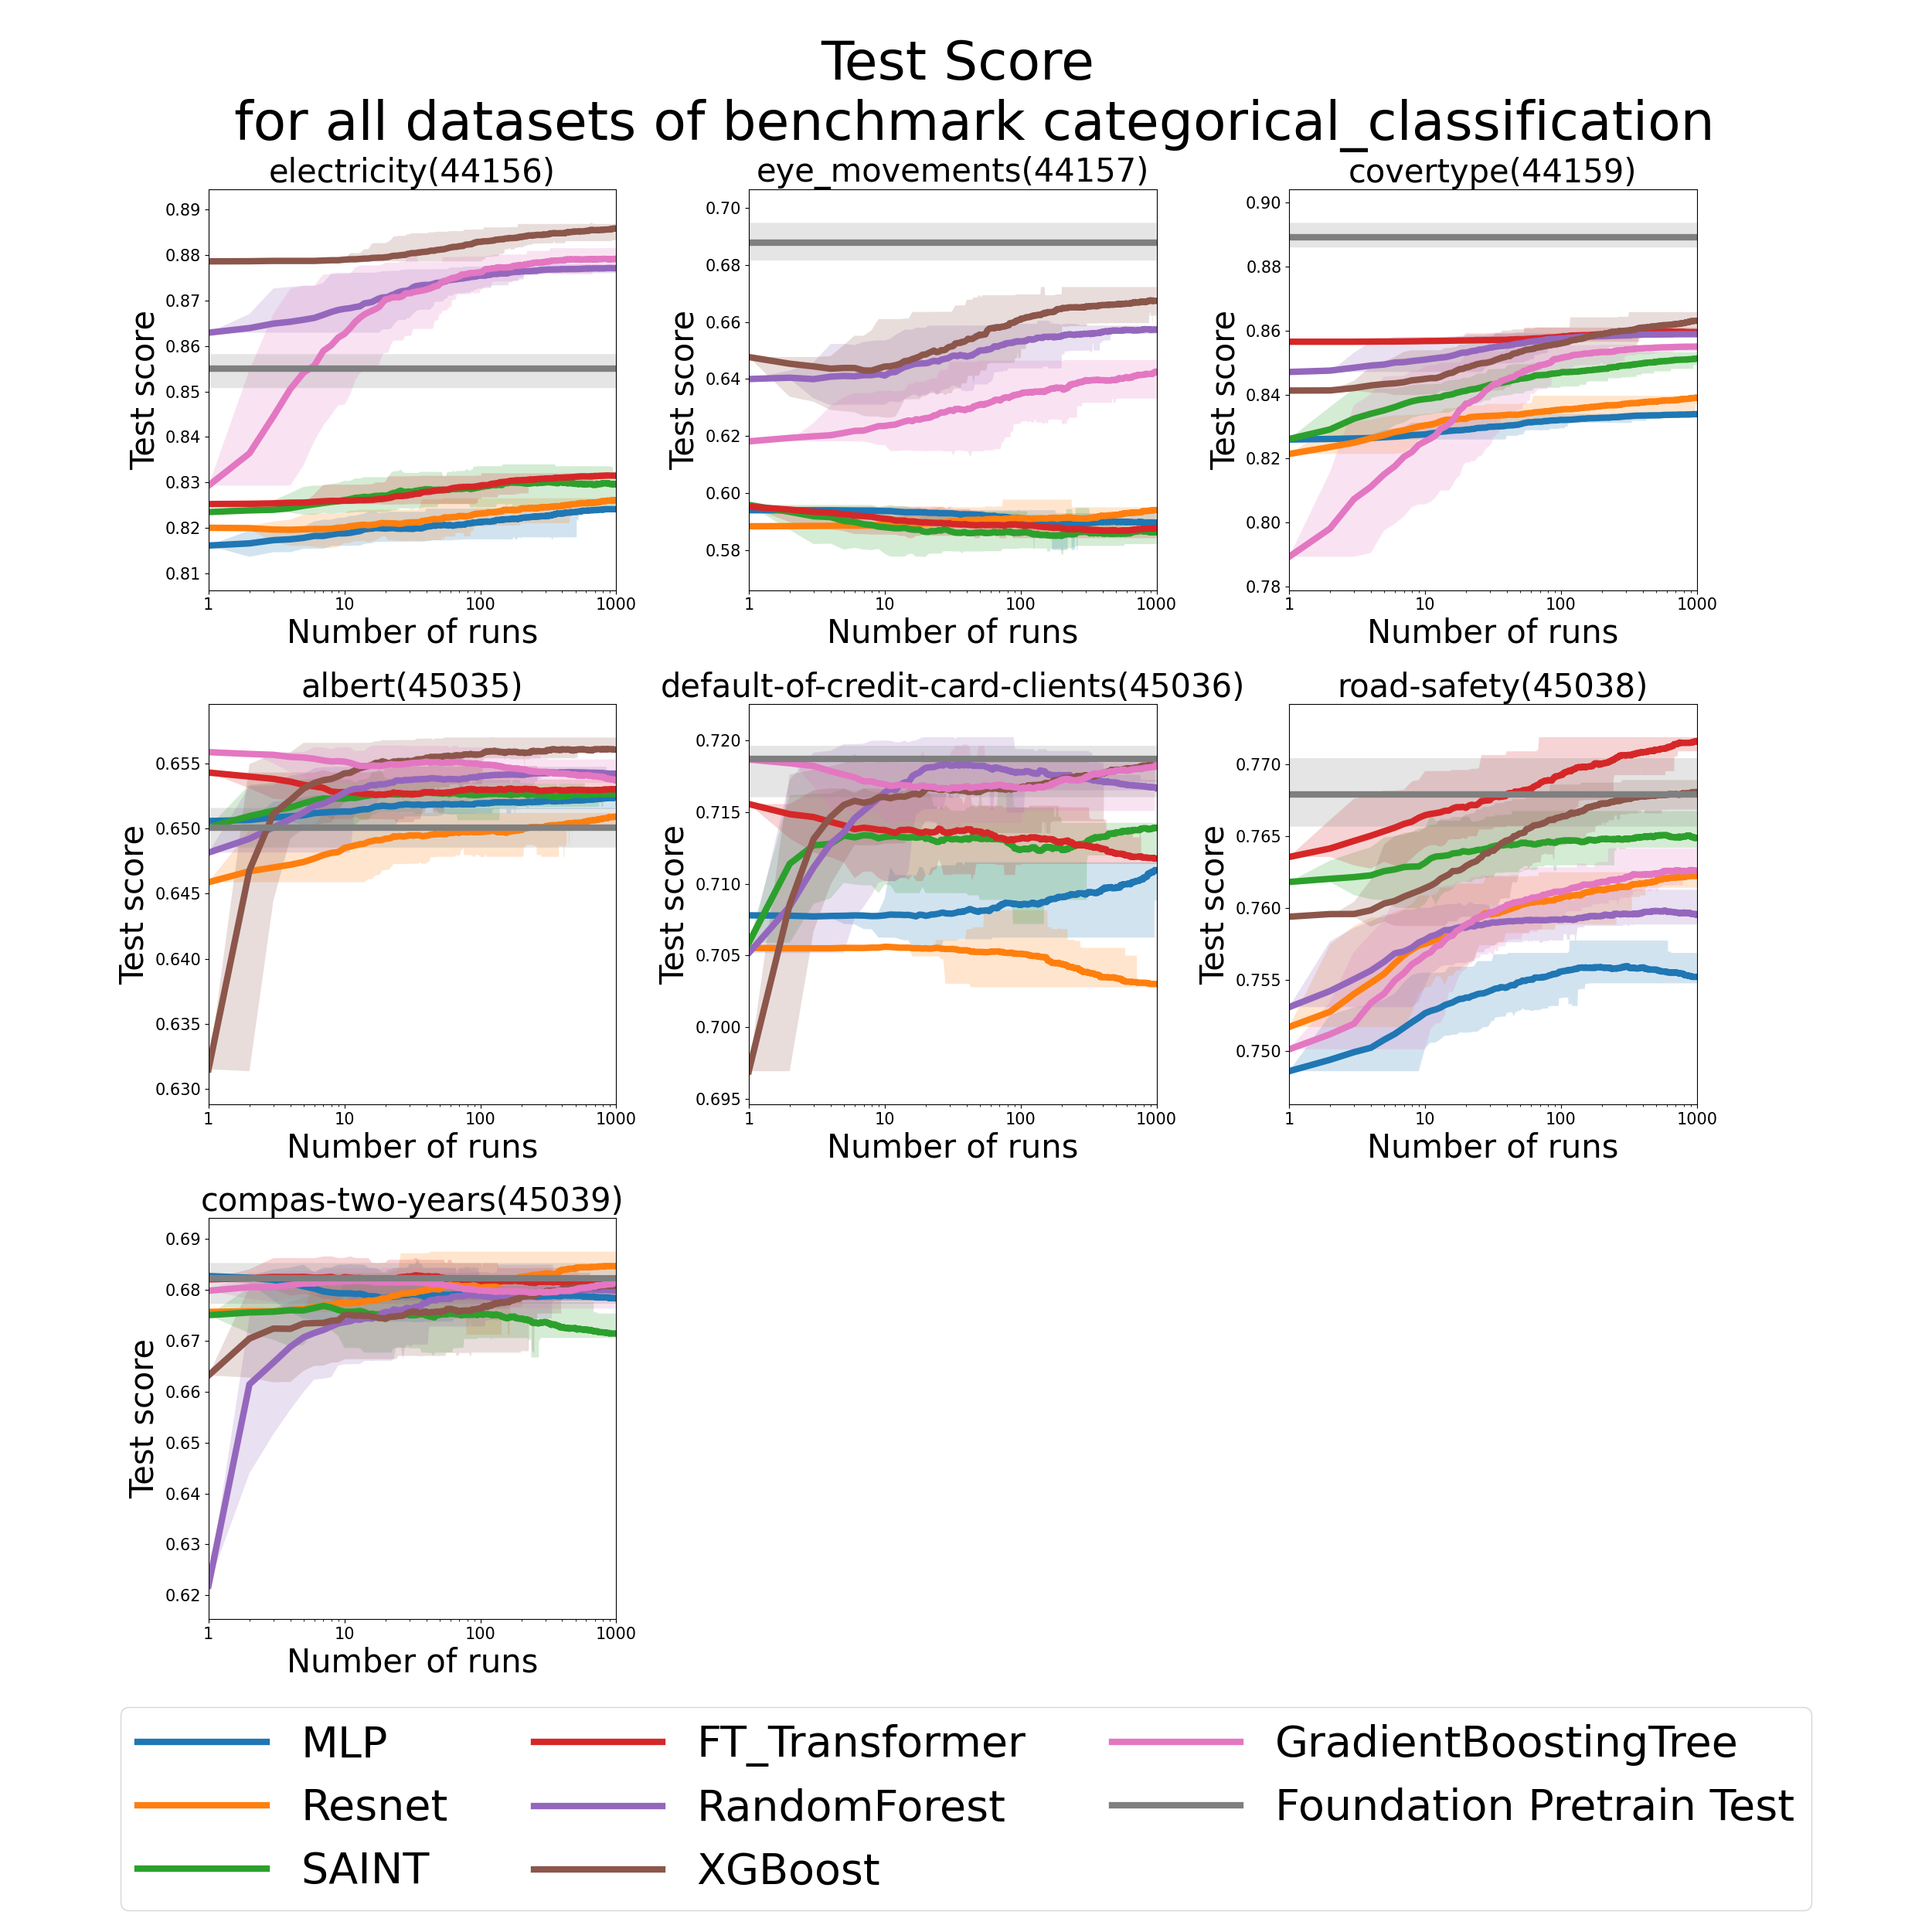 Test Score
for all datasets of benchmark categorical_classification
electricity(44156)
0.89
0.88
0.87
0.86
0.85
0.84
0.83
0.82
0.81
Test score
1 10 100 1000
Number of runs
eye_movements(44157)
0.70
0.68
0.66
0.64
0.62
0.60
0.58
Test score
1 10 100 1000
Number of runs
covertype(44159)
0.90
0.88
0.86
0.84
0.82
0.80
0.78
Test score
1 10 100 1000
Number of runs
albert(45035)
0.655
0.650
0.645
0.640
0.635
0.630
Test score
1 10 100 1000
Number of runs
default-of-credit-card-clients(45036)
0.720
0.715
0.710
0.705
0.700
0.695
Test score
1 10 100 1000
Number of runs
road-safety(45038)
0.770
0.765
0.760
0.755
0.750
Test score
1 10 100 1000
Number of runs
compas-two-years(45039)
0.69
0.68
0.67
0.66
0.65
0.64
0.63
0.62
Test score
1 10 100 1000
Number of runs
MLP
Resnet
SAINT
FT_Transformer
RandomForest
XGBoost
GradientBoostingTree
Foundation Pretrain Test